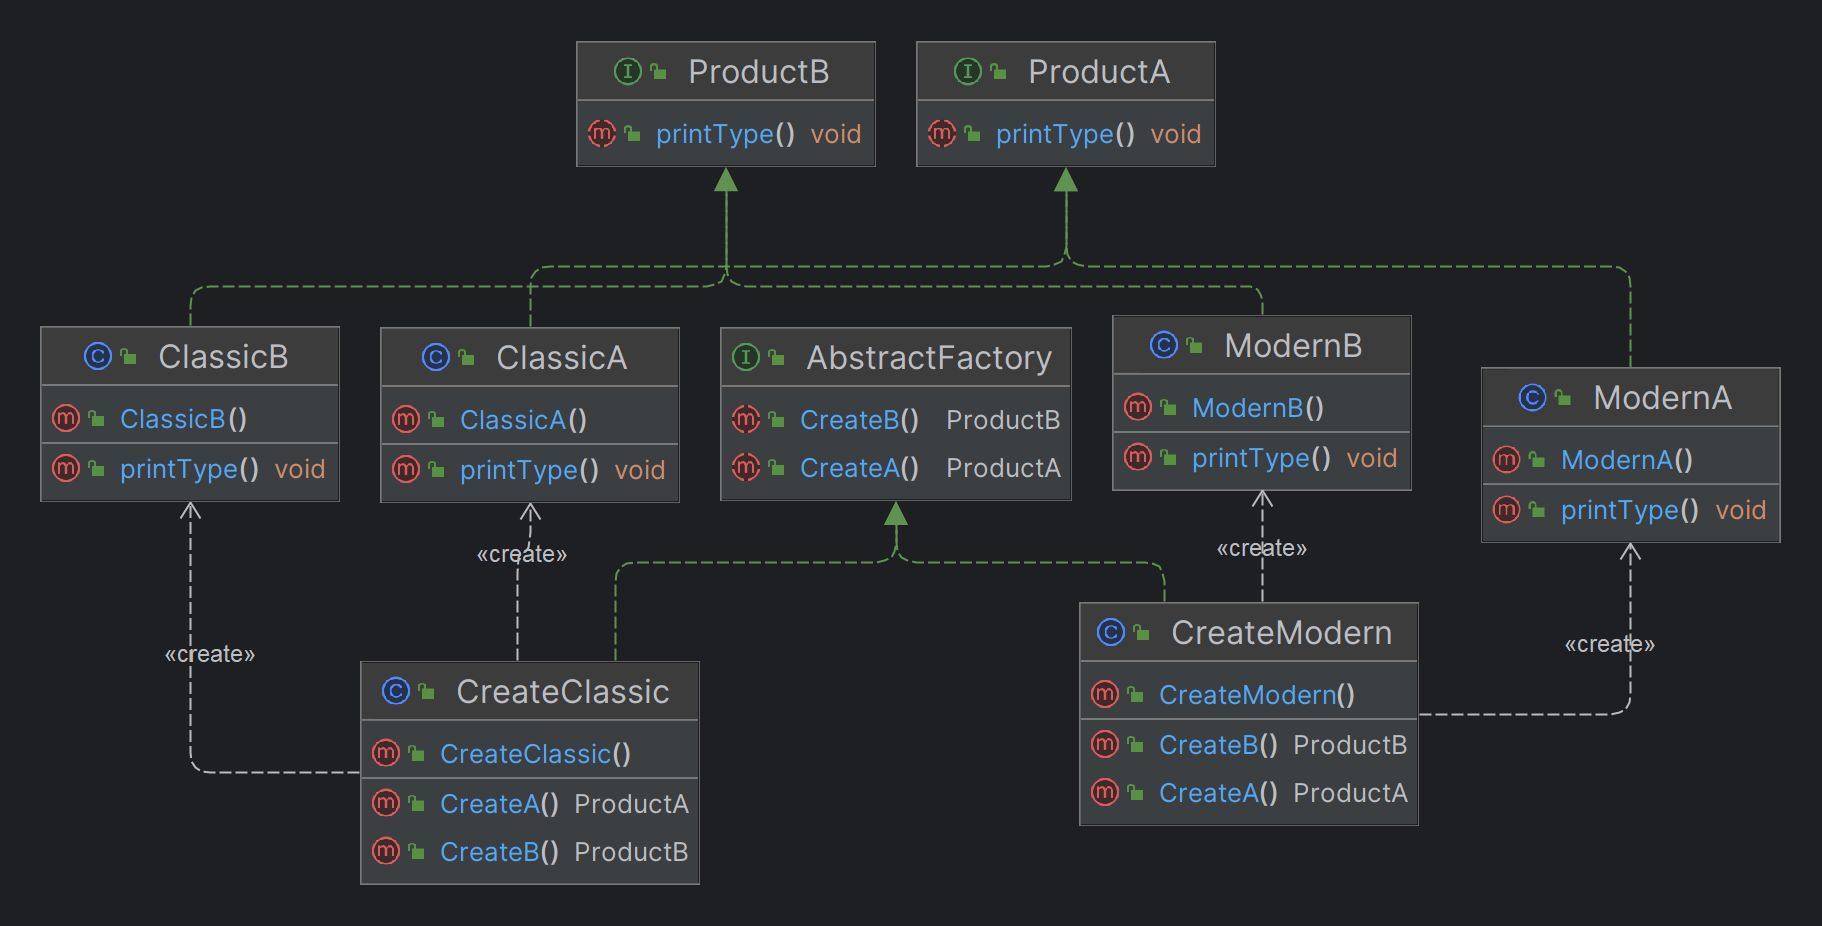 ProductB
printType() void
ProductA
printType() void
ClassicB
ClassicB()
printType() void
ClassicA
ClassicA()
printType() void
AbstractFactory
CreateB() ProductB
CreateA() ProductA
ModernB
ModernB()
printType() void
ModernA
ModernA()
printType() void
«create»
«create»
«create»
«create»
CreateClassic
CreateClassic()
CreateA() ProductA
CreateB() ProductB
CreateModern
CreateModern()
CreateB() ProductB
CreateA() ProductA